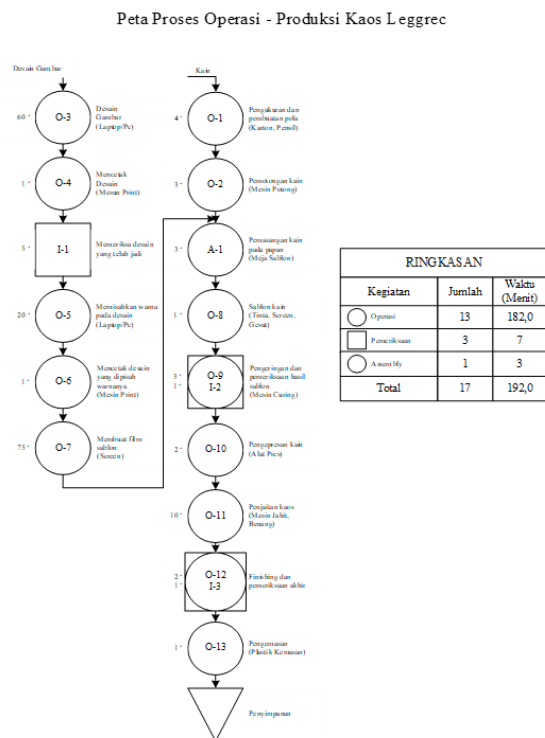 Peta Proses Operasi - Produksi Kaos Leggrec
Desain Gambar
60 '
O-3
Desain
Gambar
(Laptop/Pc)
1 '
O-4
Mencetak
Desain
(Mesin Print)
5 '
I-1
Memeriksa desain
yang telah jadi
20 '
O-5
Memisahkan warna
pada desain
(Laptop/Pc)
1 '
O-6
Mencetak desain
yang dipisah
warnanya
(Mesin Print)
75 '
O-7
Membuat film
sablon
(Screen)
Kain
4 '
O-1
Pengukuran dan
pembuatan pola
(Karton, Pensil)
3 '
O-2
Pemotongan kain
(Mesin Potong)
3 '
A-1
Pemasangan kain
pada papan
(Meja Sablon)
1 '
O-8
Sablon kain
(Tinta, Screen,
Gesut)
3 '
1 '
O-9
I-2
Pengeringan dan
pemeriksaan hasil
sablon
(Mesin Curing)
2 '
O-10
Pengepresan kain
(Alat Pres)
10 '
O-11
Penjaitan kaos
(Mesin Jahit,
Benang)
2 '
1 '
O-12
I-3
Finishing dan
pemeriksaan akhir
1 '
O-13
Pengemasan
(Plastik Kemasan)
Penyimpanan
RINGKASAN
Kegiatan Jumlah Waktu
(Menit)
Operasi 13 182,0
Pemeriksaan 3 7
Assembly 1 3
Total 17 192,0